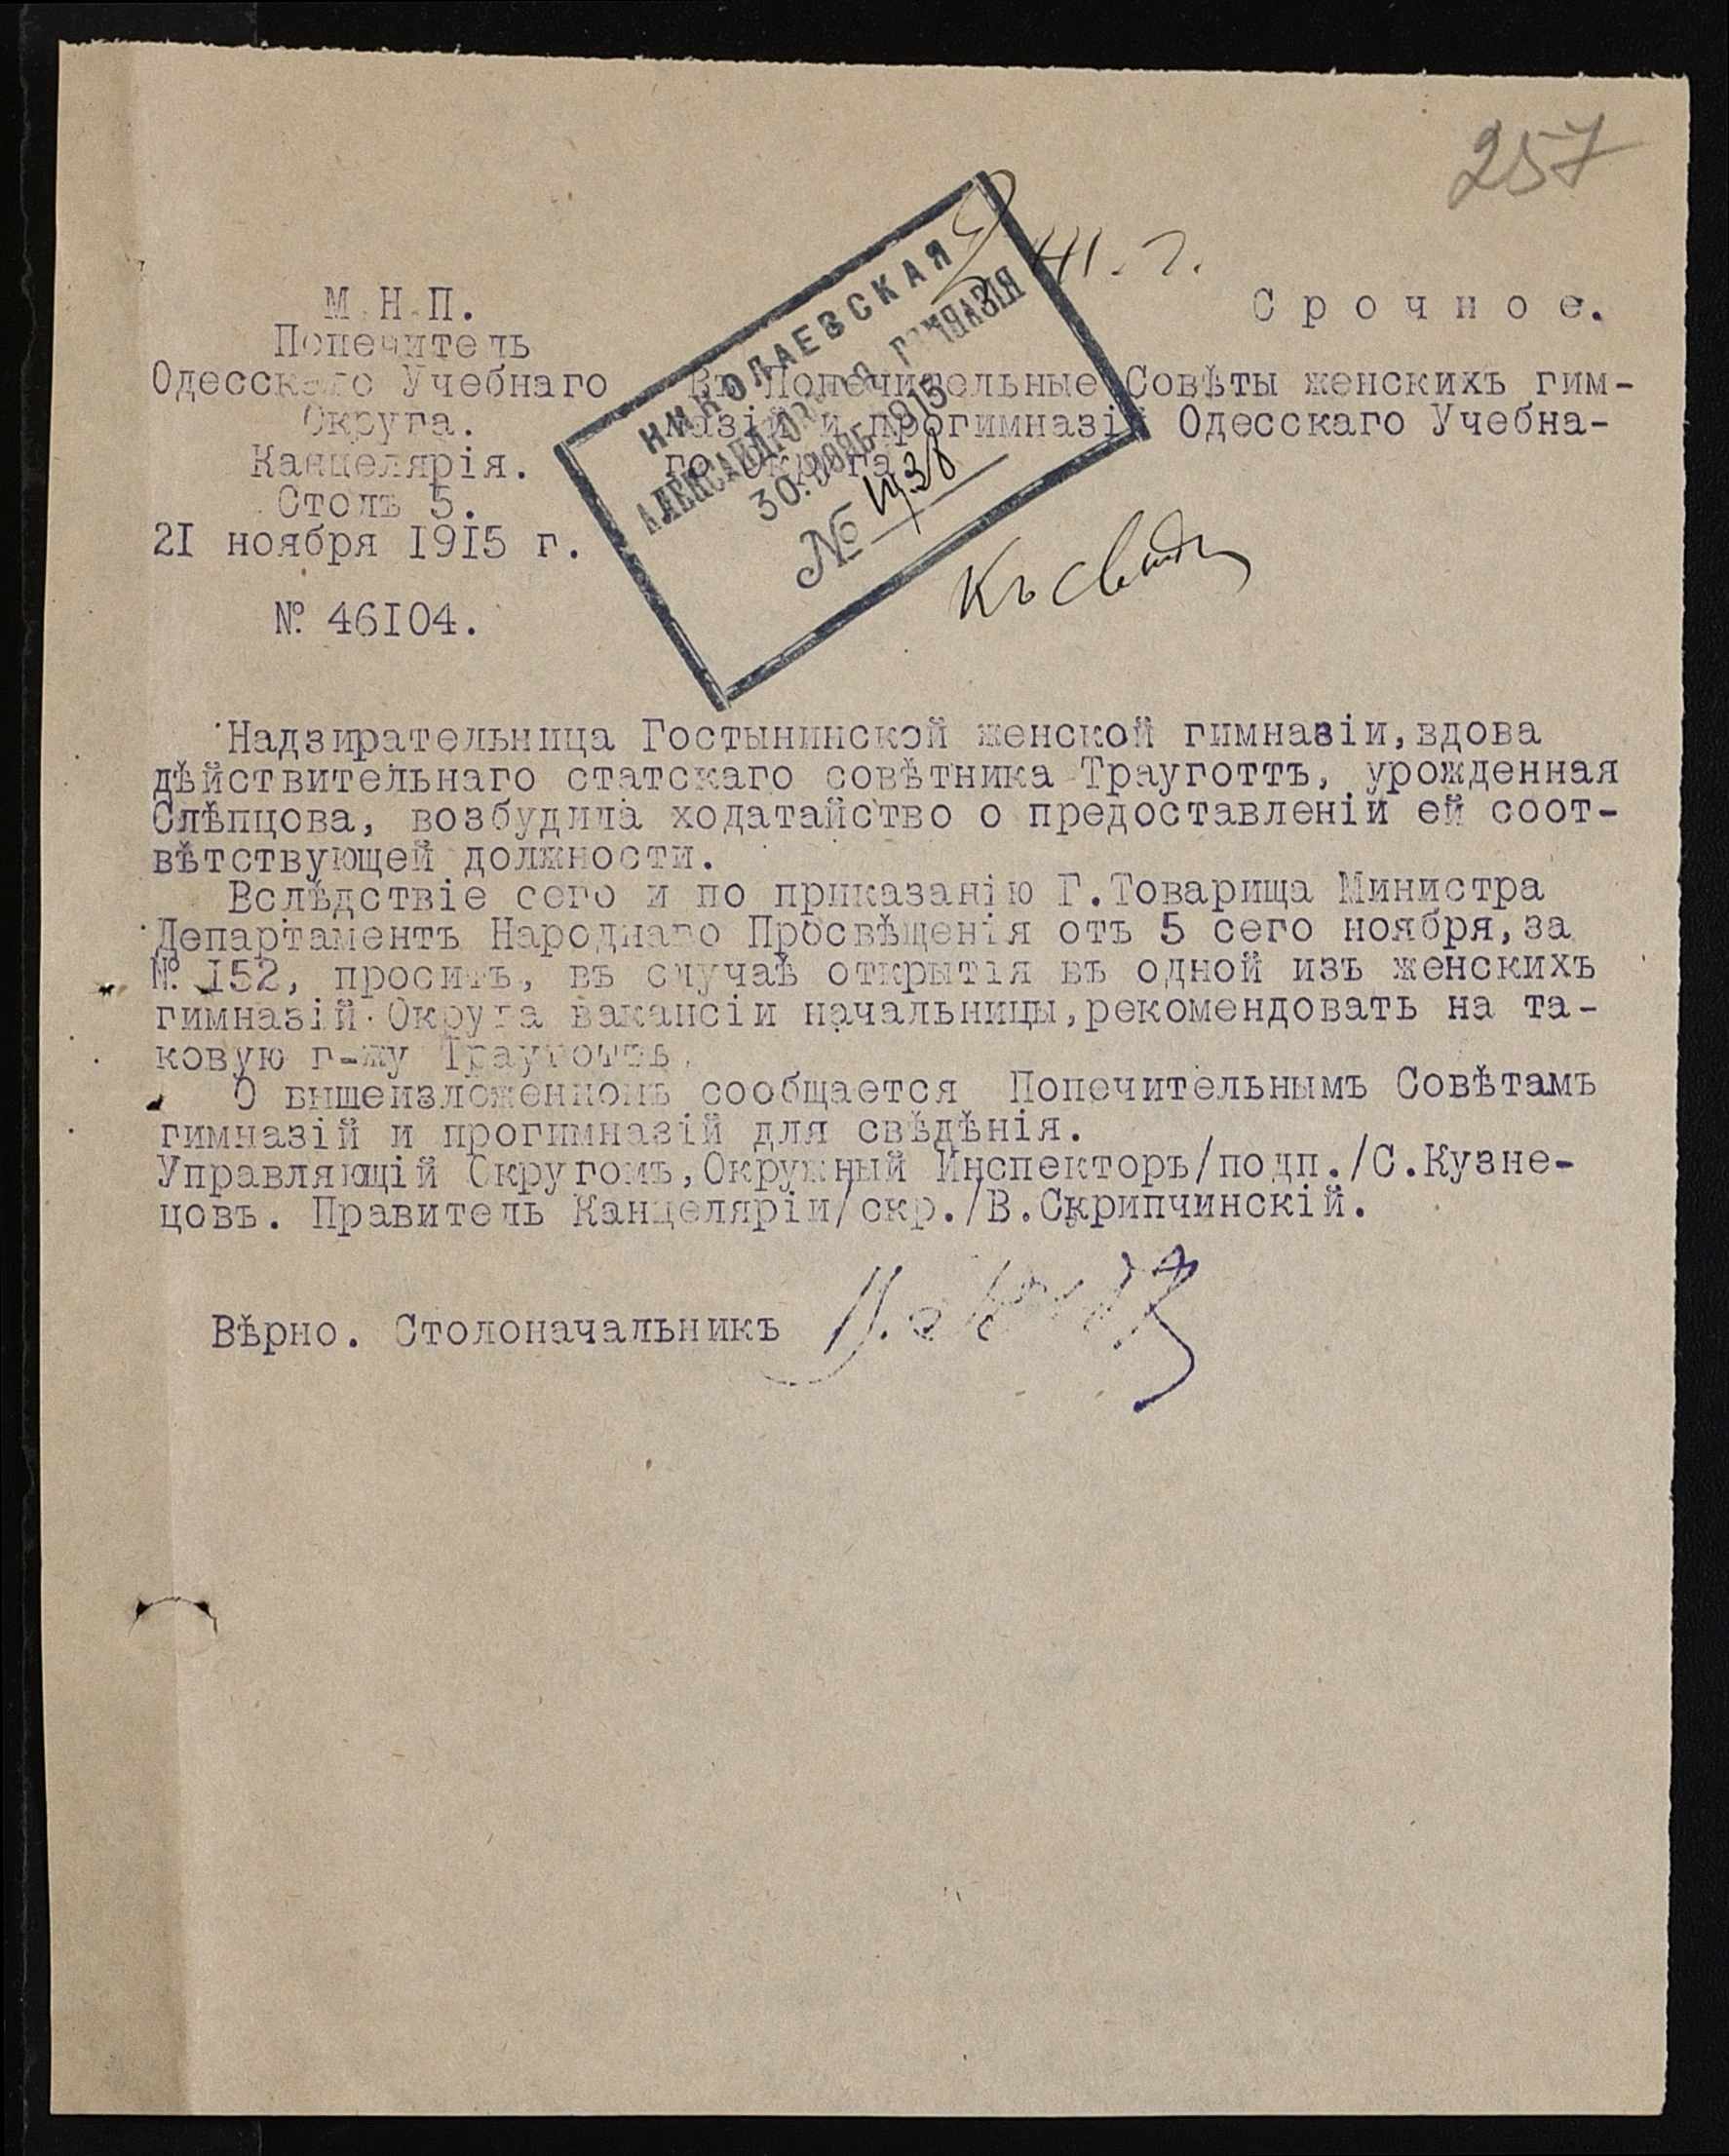 257
Ж. Г.
М.Н.П.
Попечитель
Одесскаго Учебнаго
Округа.
Канцелярія.
Столъ 5.
21 ноября 1915 г.
№ 46104.
Срочное.
Въ Попечительные Совѣты женскихъ гим-
назій и прогимназій Одесскаго Учебна-
го Округа
НИКОЛАЕВСКАЯ
ГИМНАЗІЯ
30. НОЯБ 1915
№ 1938
Къ свѣд
Надзирательница Гостынинской женской гимназіи, вдова
дѣйствительнаго статскаго совѣтника Трауготтъ, урожденная
Слѣпцова, возбудила ходатайство о предоставленіи ей соот-
вѣтствующей должности.
Вслѣдствіе сего и по приказанію Г.Товарища Министра
Департаментъ Народнаго Просвѣщенія отъ 5 сего ноября, за
№ 152, проситъ, въ случаѣ открытія въ одной изъ женскихъ
гимназій Округа вакансіи начальницы, рекомендовать на та-
ковую г-жу Трауготтъ.
О вышеизложенномъ сообщается Попечительнымъ Совѣтамъ
гимназій и прогимназій для свѣдѣнія.
Управляющій Округомъ, Окружный Инспекторъ/подп./С.Кузне-
цовъ. Правитель Канцеляріи/скр./В.Скрипчинскій.
Вѣрно. Столоначальникъ